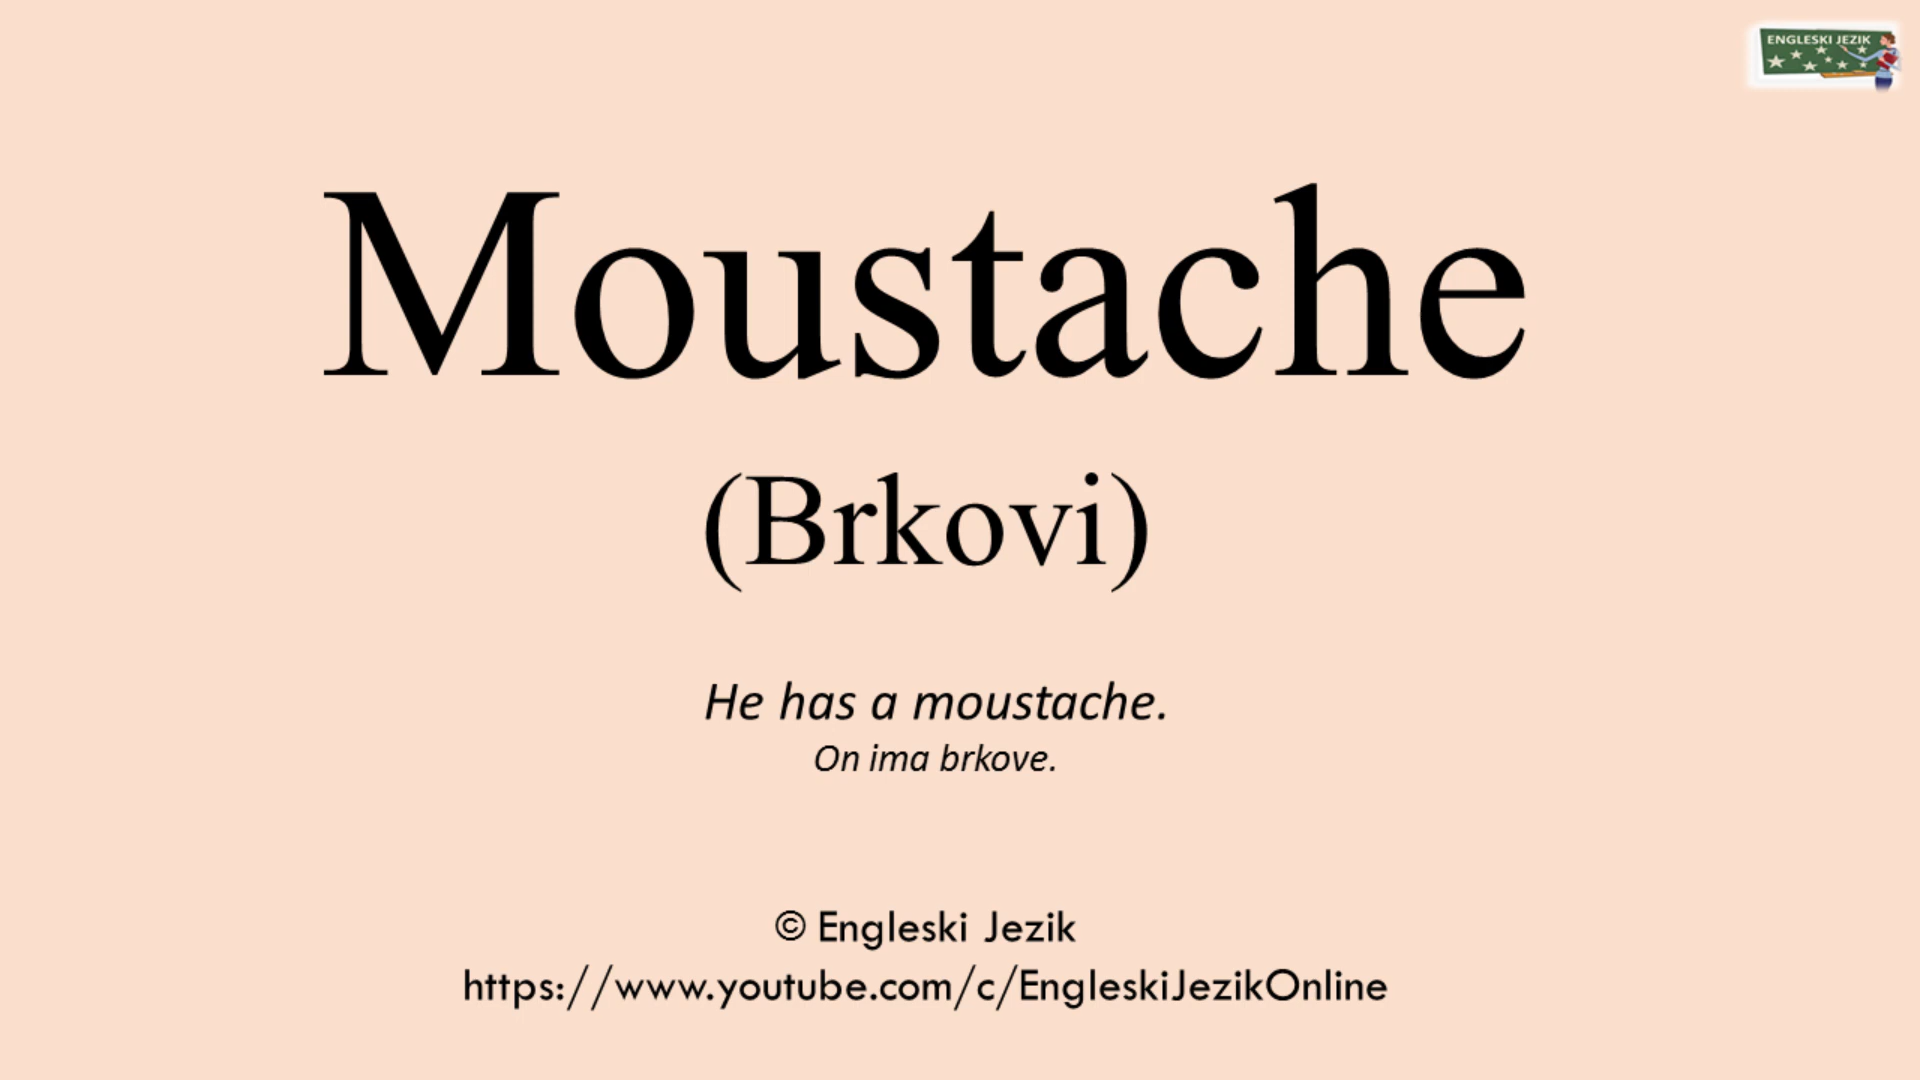 ENGLESKI JEZIK
Moustache
(Brkovi)
He has a moustache.
On ima brkove.
© Engleski Jezik
https://www.youtube.com/c/EngleskiJezikOnline